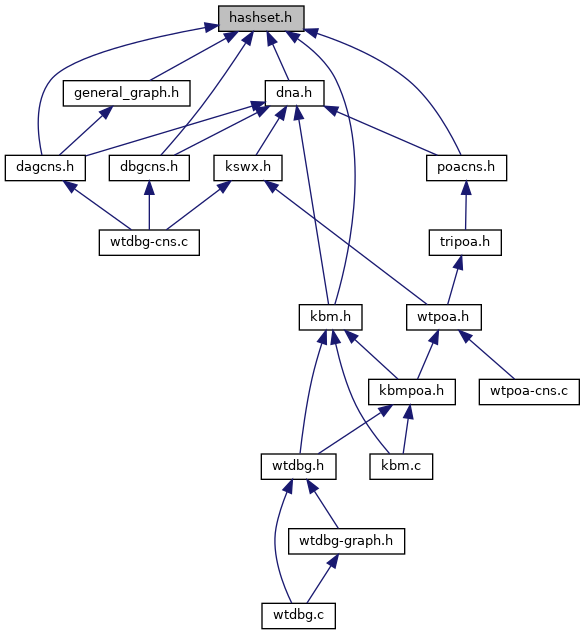 hashset.h
general_graph.h
dna.h
dagcns.h
dbgcns.h
kswx.h
poacns.h
wtdbg-cns.c
tripoa.h
kbm.h
wtpoa.h
kbmpoa.h
wtpoa-cns.c
wtdbg.h
kbm.c
wtdbg-graph.h
wtdbg.c